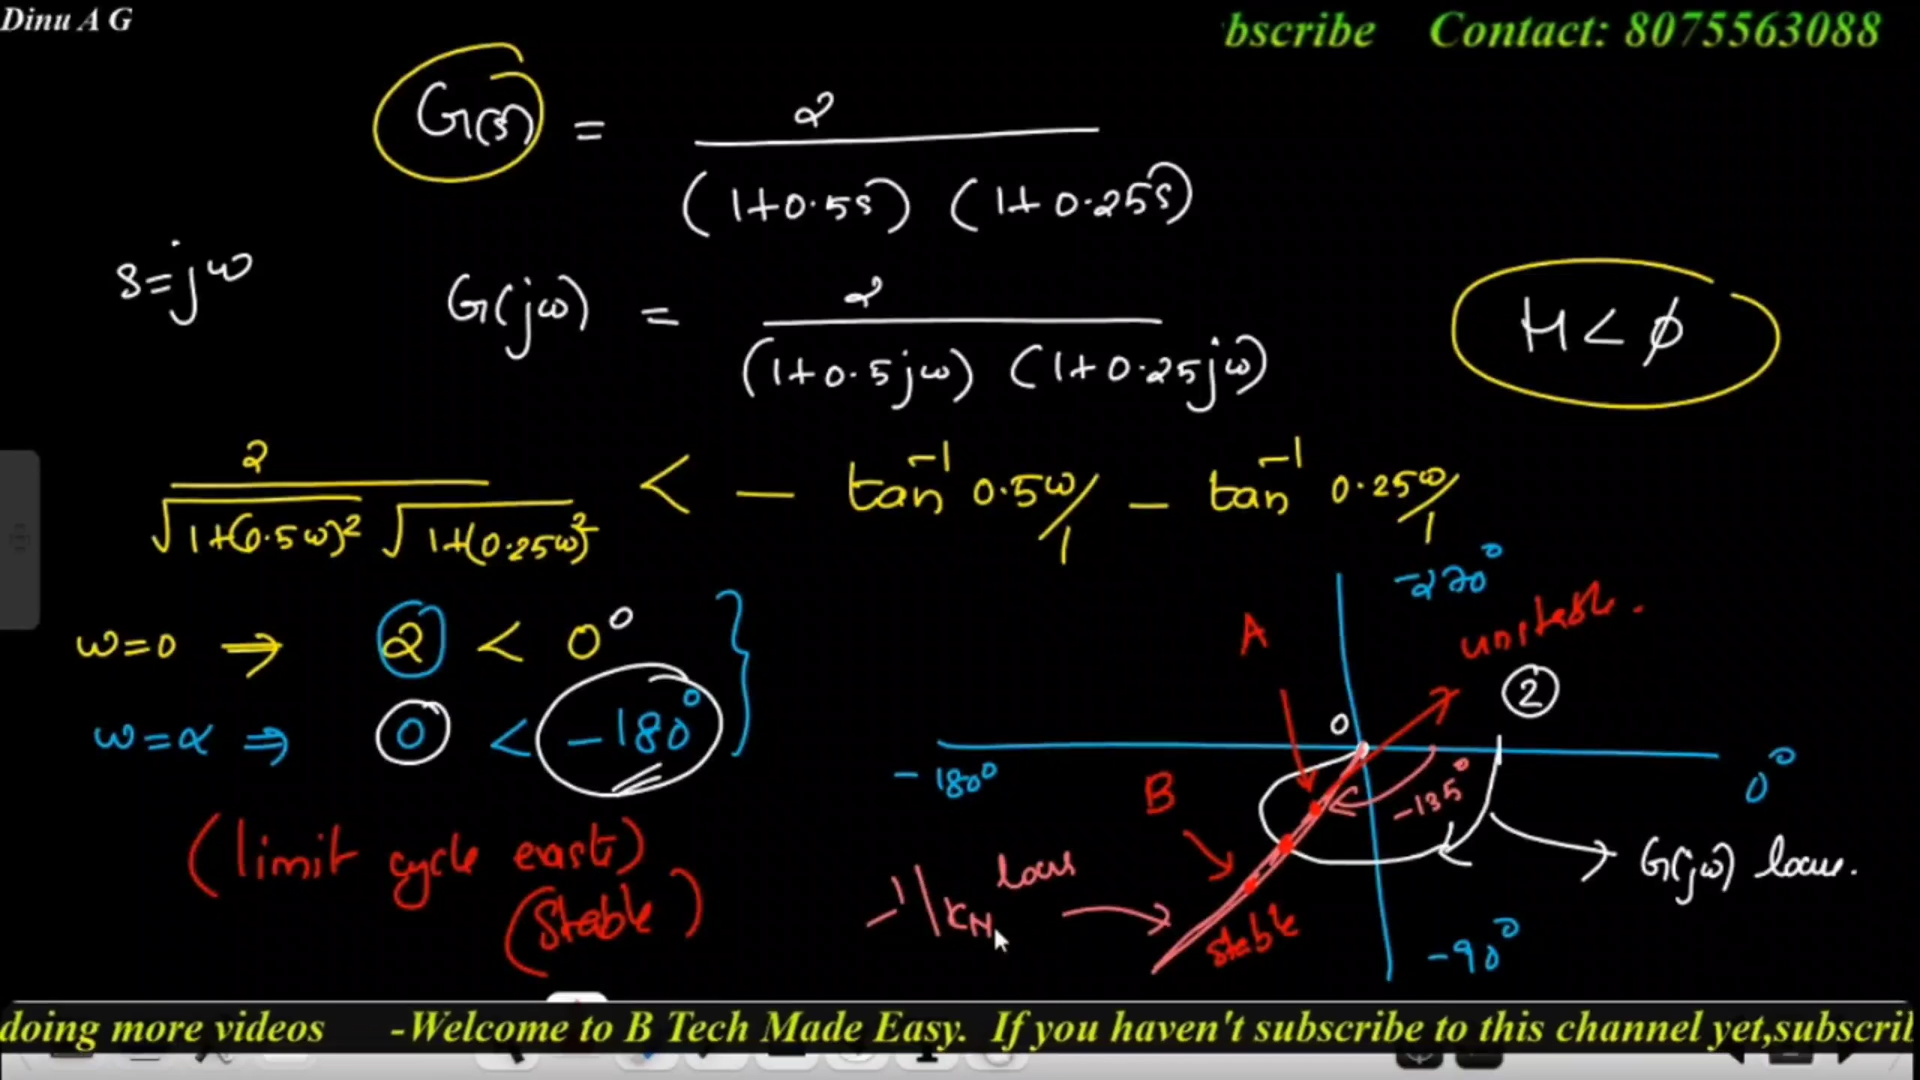 Dinu A G
bscribe Contact: 8075563088
G(s) = 2 / (1+0.5s) (1+0.25s)
s=jω
G(jω) = 2 / (1+0.5jω) (1+0.25jω)
M<ϕ
2 / √1+(0.5ω)² √1+(0.25ω)² < - tan⁻¹ 0.5ω/1 - tan⁻¹ 0.25ω/1
ω=0 ⇒ 2 < 0°
ω=α ⇒ 0 < -180°
(limit cycle exist)
(Stable)
-270°
A
unstable.
0
2
-180°
0°
B
-135°
G(jω) locus.
-1/KN locus
stable
-90°
doing more videos -Welcome to B Tech Made Easy. If you haven't subscribe to this channel yet,subscri